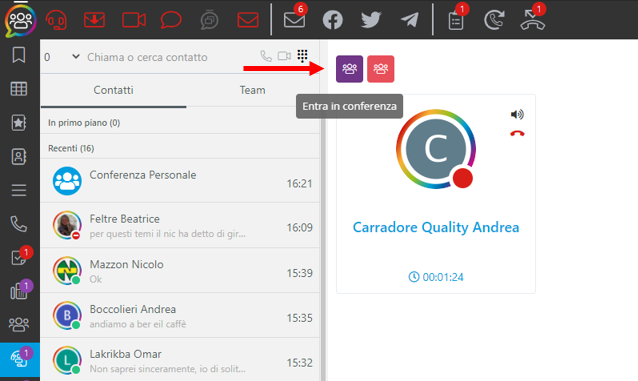 6
1
1
0 Chiama o cerca contatto
Contatti Team
Entra in conferenza
In primo piano (0)
Recenti (16)
Conferenza Personale
16:21
Feltre Beatrice
per questi temi il nic ha detto di gir...
16:09
Mazzon Nicolo
Ok
15:39
B
Boccolieri Andrea
andiamo a ber eil caffè
15:35
L
Lakrikba Omar
Non saprei sinceramente, io di solit...
15:32
C
Carradore Quality Andrea
00:01:24
1
1
1